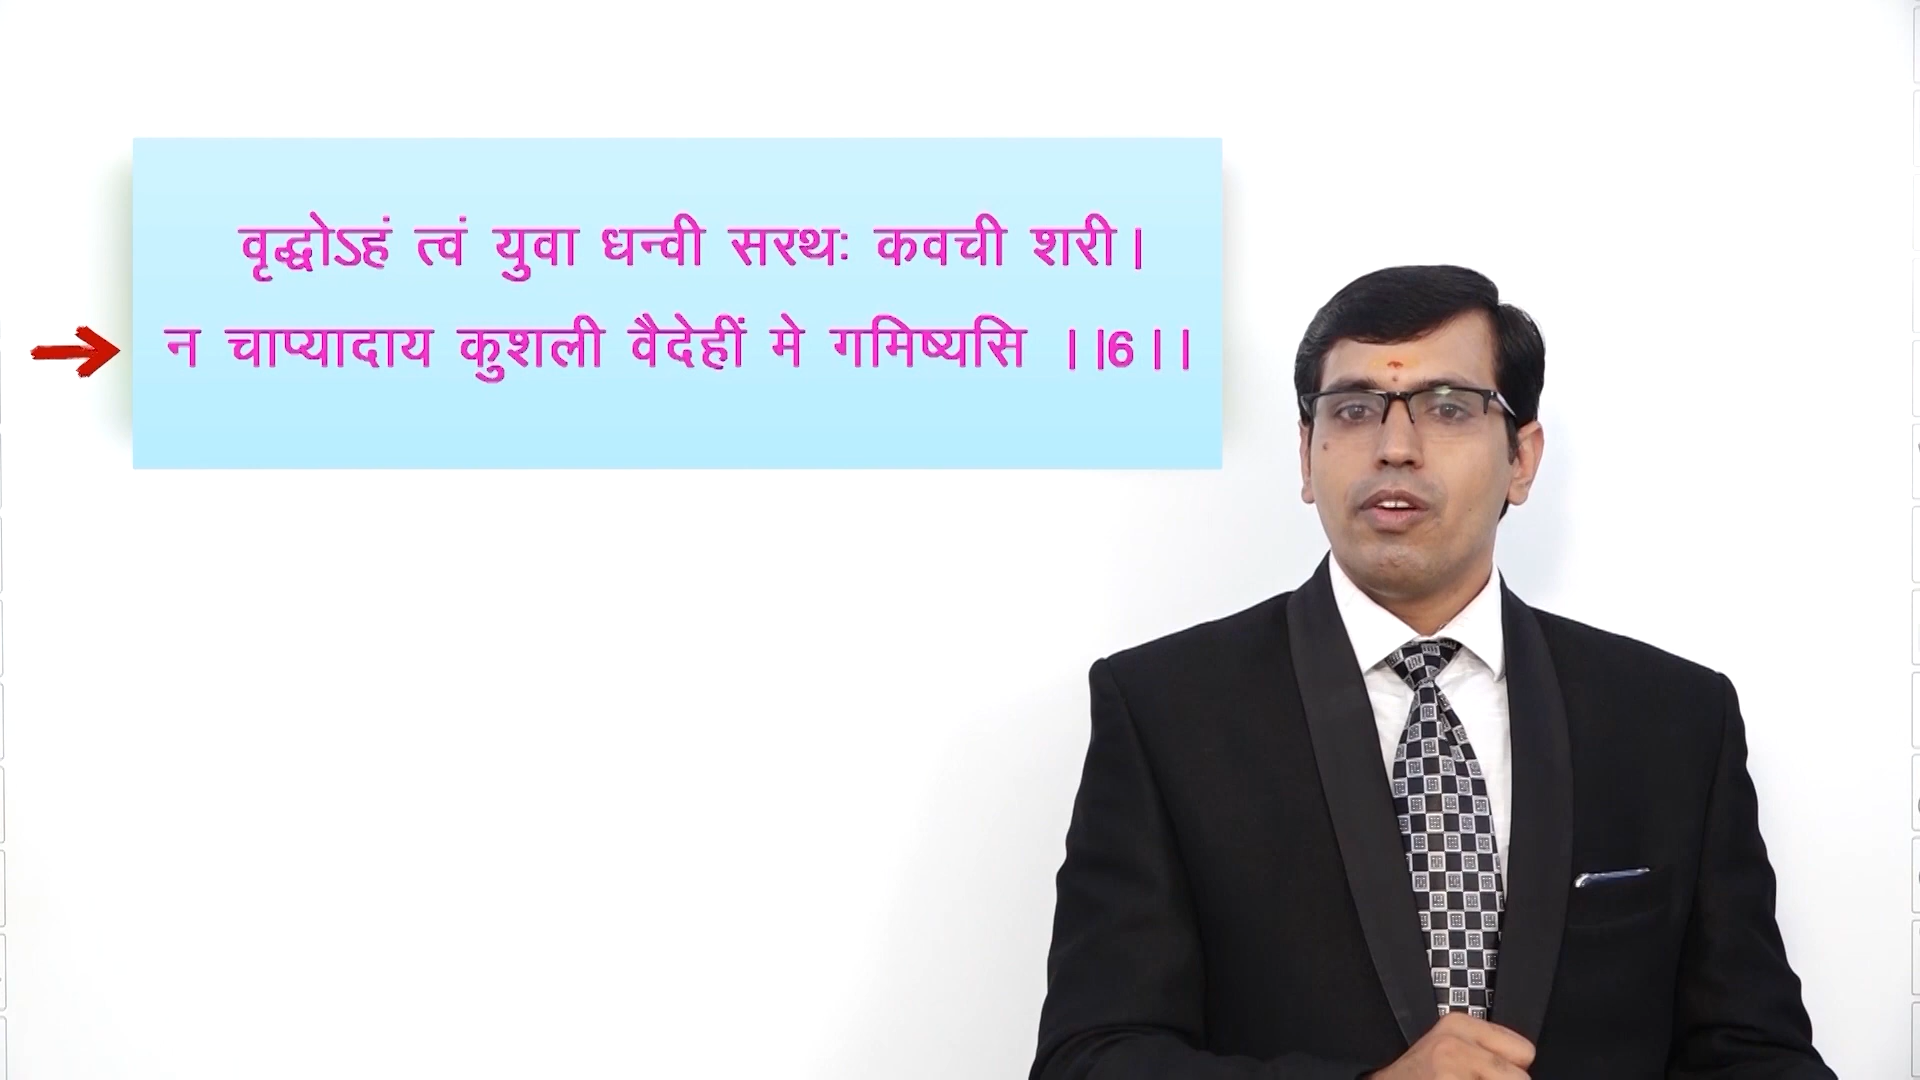 वृद्धोऽहं त्वं युवा धन्वी सरथः कवची शरी।
न चाप्यादाय कुशली वैदेहीं मे गमिष्यसि ।।6।।